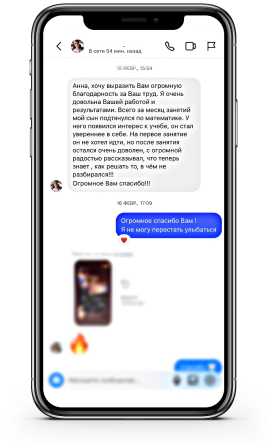 В сети 54 мин. назад
16 ФЕВР., 15:54
Анна, хочу выразить Вам огромную
благодарность за Ваш труд. Я очень
довольна Вашей работой и
результатами. Всего за месяц занятий
мой сын подтянулся по математике. У
него появился интерес к учебе, он стал
увереннее в себе. На первое занятие
он не хотел идти, но после занятия
остался очень доволен, с огромной
радостью рассказывал, что теперь
знает , как решать то, в чём не
разбирался!!!
Огромное Вам спасибо!!!
16 ФЕВР., 17:09
Огромное спасибо Вам !
Я не могу перестать улыбаться